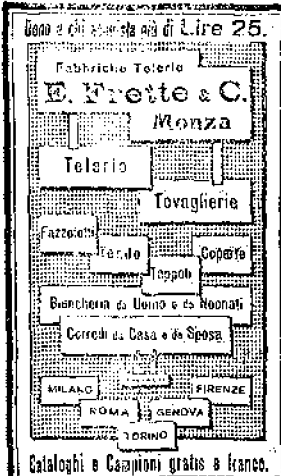 Dono a chi acquista più di Lire 25.
Fabbriche Telerie
E. Frette & C.
Monza
Telerie
Tovaglierie
Fazzoletti
Tende
Coperte
Tappeti
Biancheria da Uomo e da Neonati
Corredi da Casa e da Sposa
MILANO
FIRENZE
ROMA
GENOVA
TORINO
Cataloghi e Campioni gratis e franco.